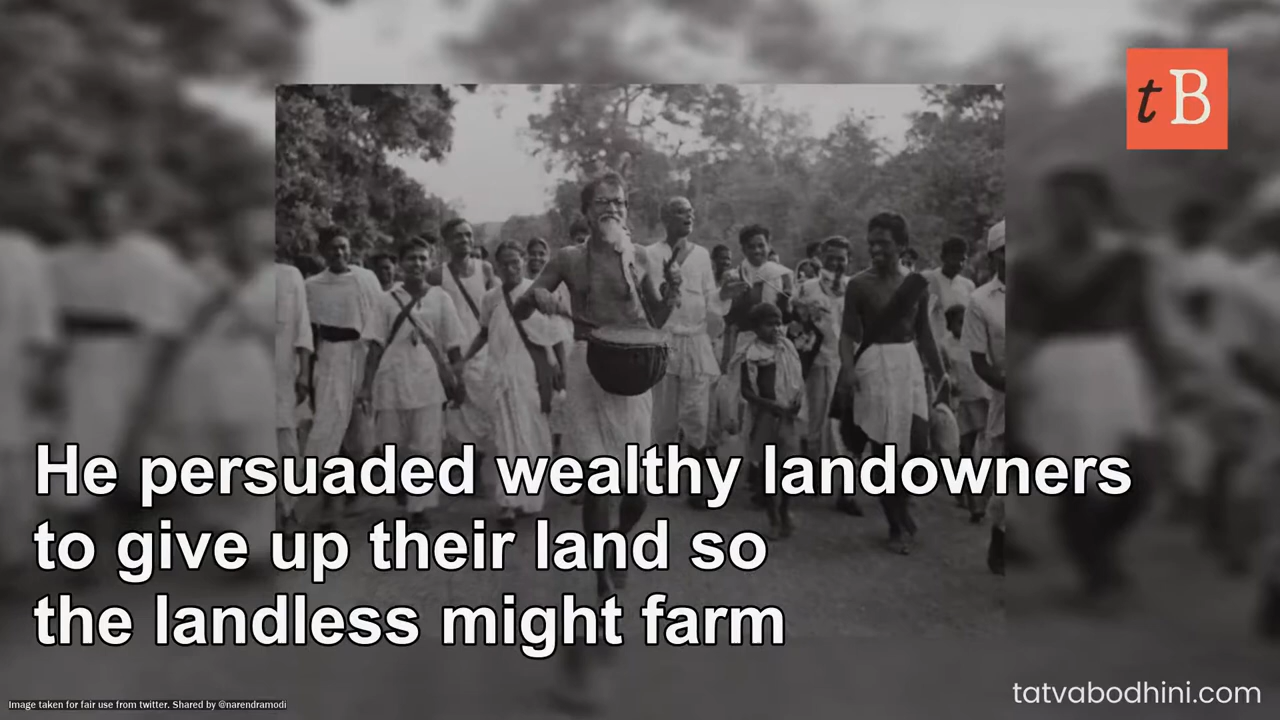 tB
He persuaded wealthy landowners
to give up their land so
the landless might farm
Image taken for fair use from twitter. Shared by @narendramodi
tatvabodhini.com